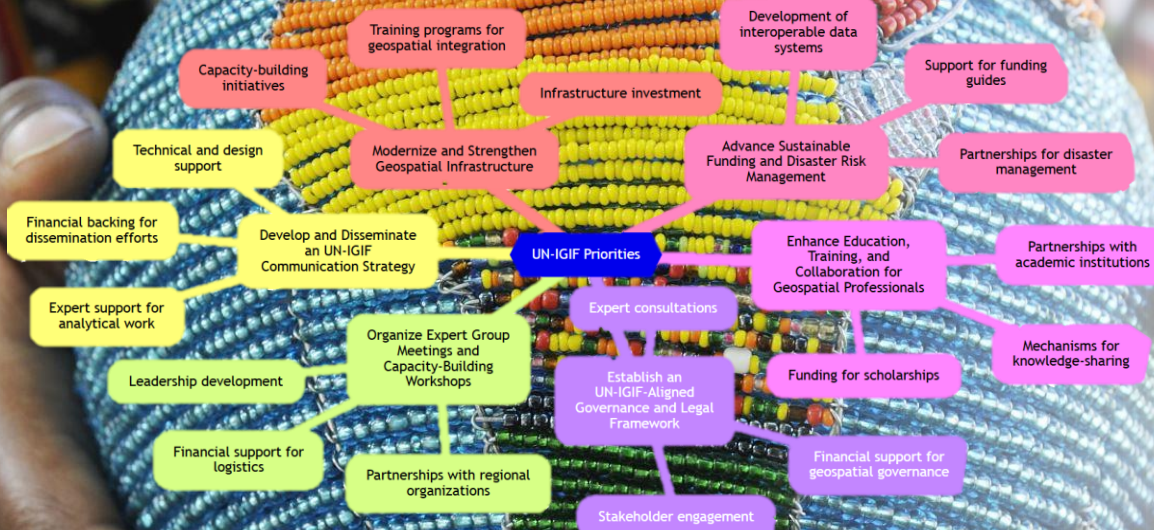 UN-IGIF Priorities
Modernize and Strengthen
Geospatial Infrastructure
Capacity-building
initiatives
Training programs for
geospatial integration
Infrastructure investment
Advance Sustainable
Funding and Disaster Risk
Management
Development of
interoperable data
systems
Support for funding
guides
Partnerships for disaster
management
Enhance Education,
Training, and
Collaboration for
Geospatial Professionals
Partnerships with
academic institutions
Mechanisms for
knowledge-sharing
Funding for scholarships
Establish an
UN-IGIF-Aligned
Governance and Legal
Framework
Expert consultations
Financial support for
geospatial governance
Stakeholder engagement
Organize Expert Group
Meetings and
Capacity-Building
Workshops
Leadership development
Financial support for
logistics
Partnerships with regional
organizations
Develop and Disseminate
an UN-IGIF
Communication Strategy
Technical and design
support
Financial backing for
dissemination efforts
Expert support for
analytical work